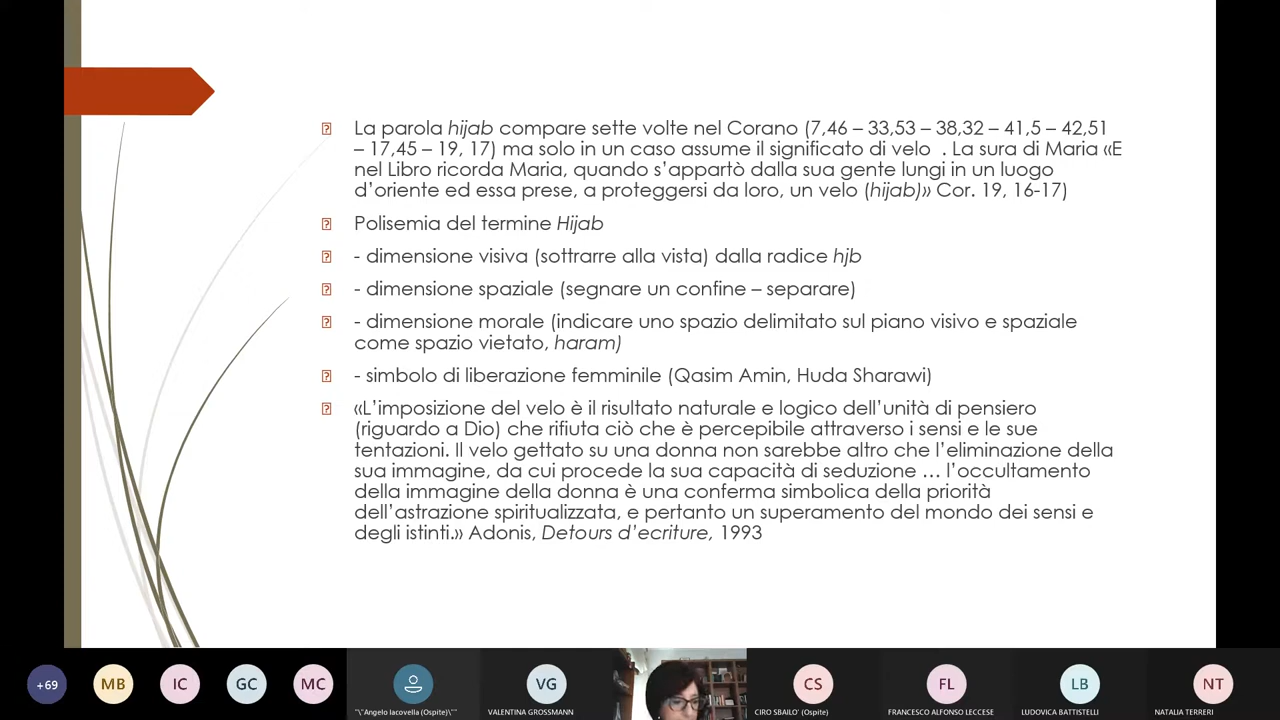 La parola hijab compare sette volte nel Corano (7,46 – 33,53 – 38,32 – 41,5 – 42,51
– 17,45 – 19, 17) ma solo in un caso assume il significato di velo  . La sura di Maria «E
nel Libro ricorda Maria, quando s’appartò dalla sua gente lungi in un luogo
d’oriente ed essa prese, a proteggersi da loro, un velo (hijab)» Cor. 19, 16-17)
Polisemia del termine Hijab
- dimensione visiva (sottrarre alla vista) dalla radice hjb
- dimensione spaziale (segnare un confine – separare)
- dimensione morale (indicare uno spazio delimitato sul piano visivo e spaziale
come spazio vietato, haram)
- simbolo di liberazione femminile (Qasim Amin, Huda Sharawi)
«L’imposizione del velo è il risultato naturale e logico dell’unità di pensiero
(riguardo a Dio) che rifiuta ciò che è percepibile attraverso i sensi e le sue
tentazioni. Il velo gettato su una donna non sarebbe altro che l’eliminazione della
sua immagine, da cui procede la sua capacità di seduzione … l’occultamento
della immagine della donna è una conferma simbolica della priorità
dell’astrazione spiritualizzata, e pertanto un superamento del mondo dei sensi e
degli istinti.» Adonis, Detours d’ecriture, 1993
+69 MB IC GC MC VG CS FL LB NT
"\"Angelo Iacovella (Ospite)\"" VALENTINA GROSSMANN CIRO SBAILO' (Ospite) FRANCESCO ALFONSO LECCESE LUDOVICA BATTISTELLI NATALIA TERRERI